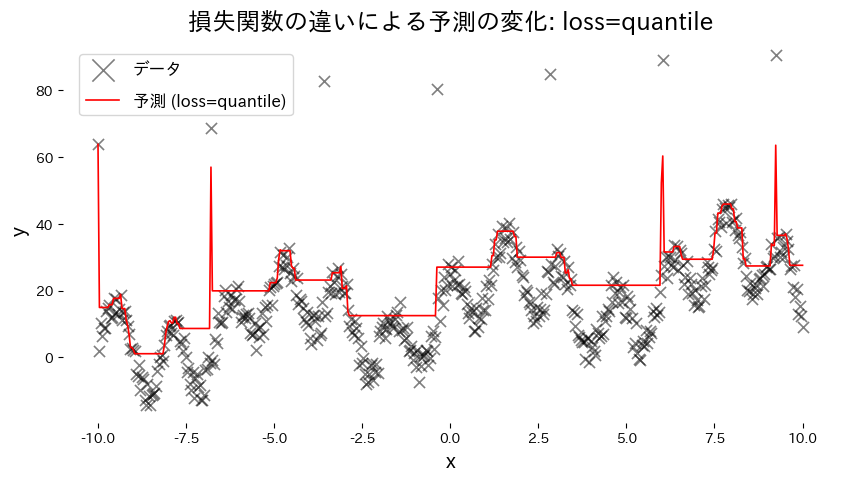 損失関数の違いによる予測の変化: loss=quantile
データ
予測 (loss=quantile)
80
60
40
20
0
y
-10.0 -7.5 -5.0 -2.5 0.0 2.5 5.0 7.5 10.0
x